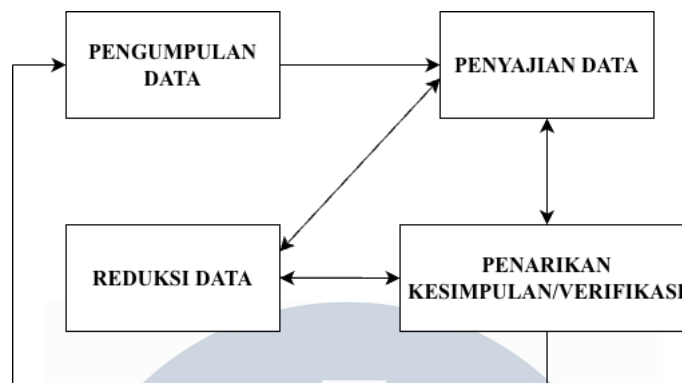 PENGUMPULAN
DATA
PENYAJIAN DATA
REDUKSI DATA
PENARIKAN
KESIMPULAN/VERIFIKASI